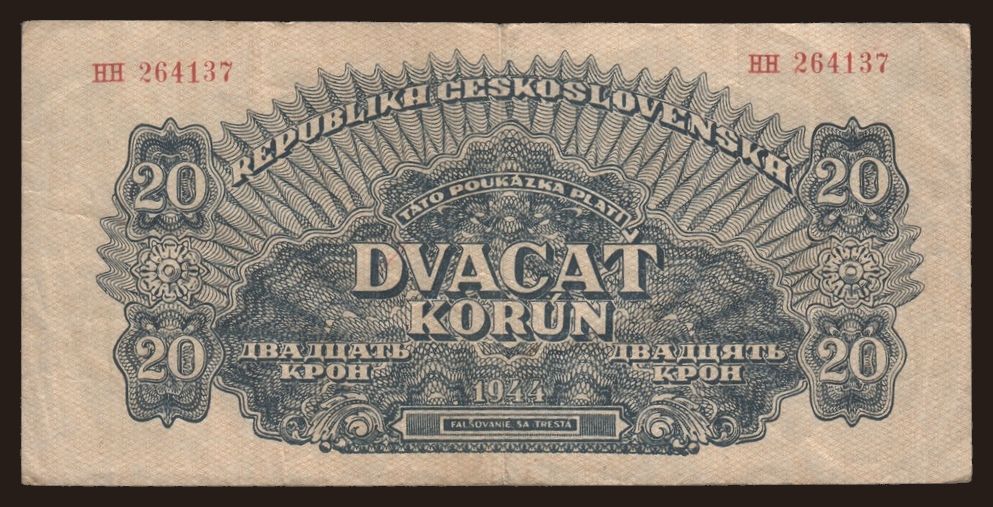 HH 264137
HH 264137
REPUBLIKA ČESKOSLOVENSKÁ
20
20
TÁTO POUKÁZKA PLATÍ
DVACAŤ
KORÚN
20
20
ДВАДЦАТЬ
КРОН
ДВАДЦЯТЬ
КРОН
1944
FALŠOVANIE SA TRESTÁ